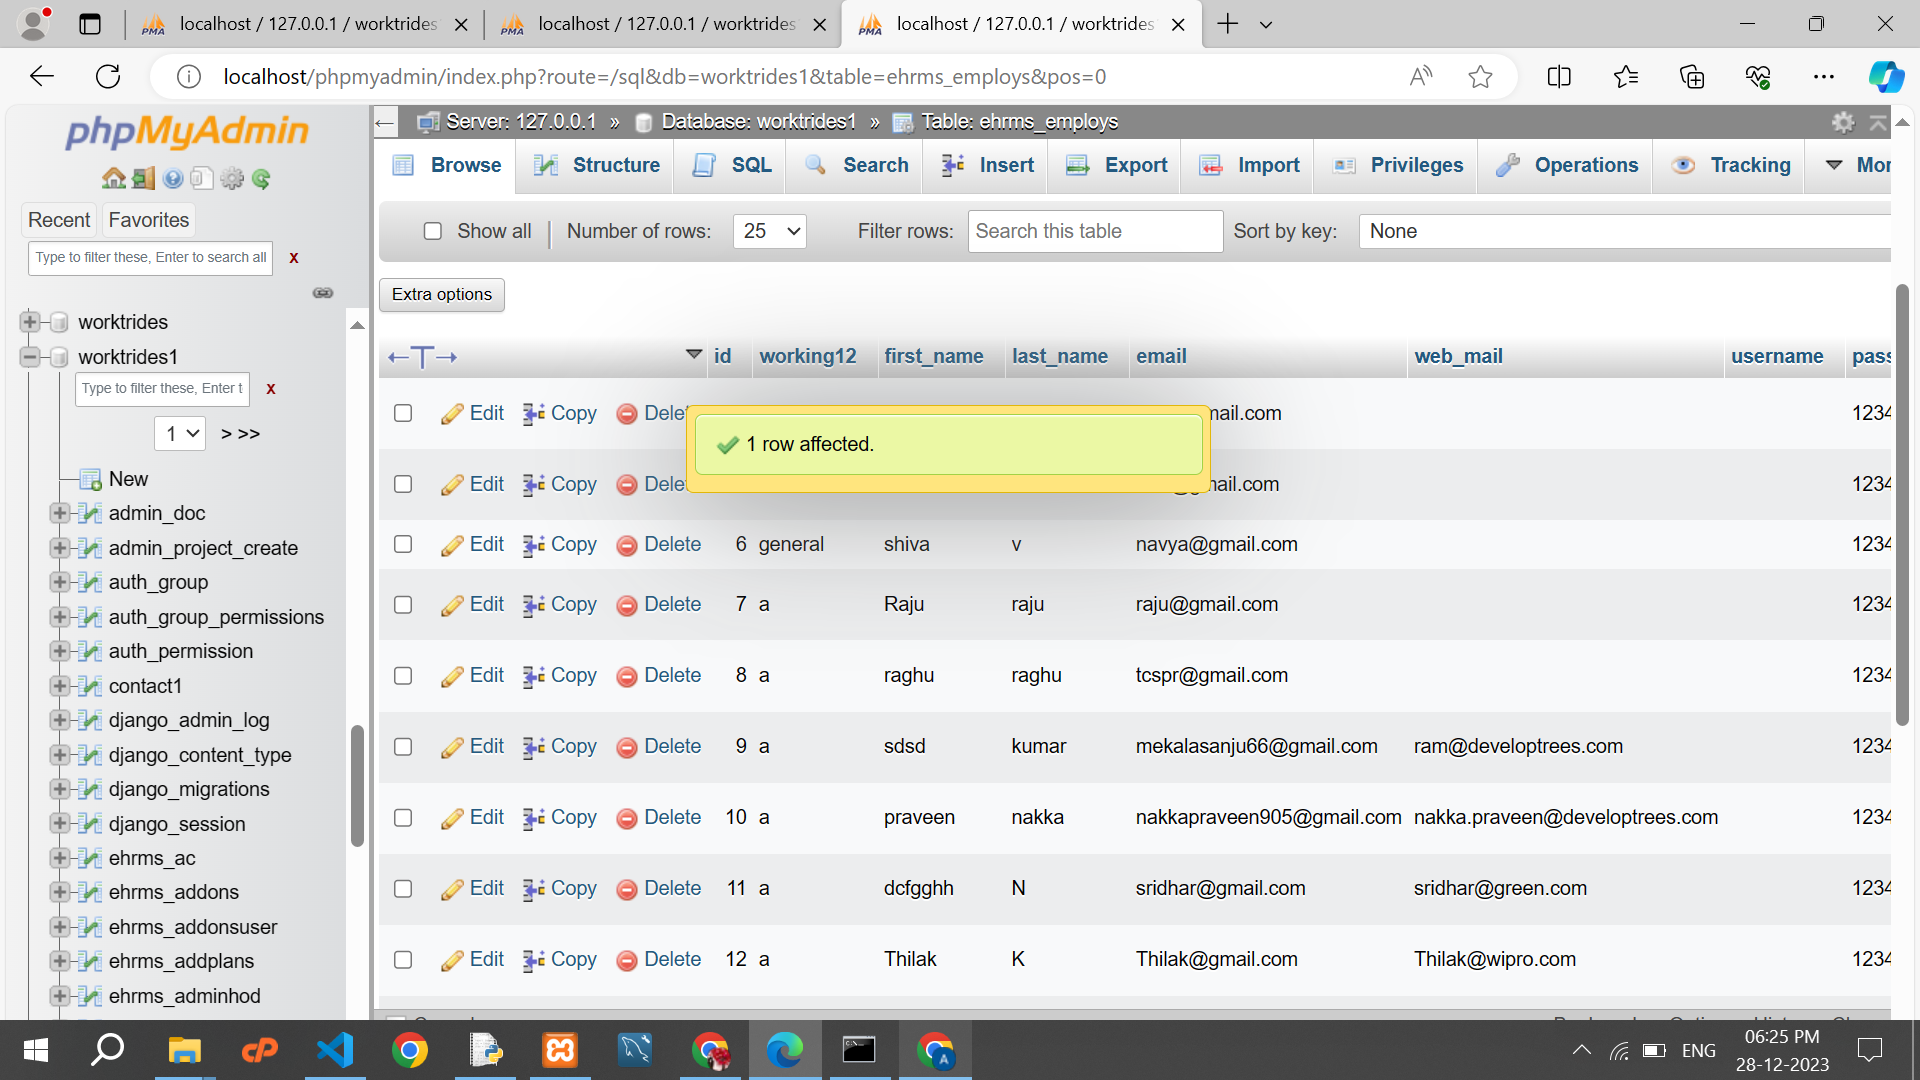 localhost / 127.0.0.1 / worktrides
localhost / 127.0.0.1 / worktrides
localhost / 127.0.0.1 / worktrides
localhost/phpmyadmin/index.php?route=/sql&db=worktrides1&table=ehrms_employs&pos=0
phpMyAdmin
Recent Favorites
Type to filter these, Enter to search all X
worktrides
worktrides1
Type to filter these, Enter t X
1 > >>
New
admin_doc
admin_project_create
auth_group
auth_group_permissions
auth_permission
contact1
django_admin_log
django_content_type
django_migrations
django_session
ehrms_ac
ehrms_addons
ehrms_addonsuser
ehrms_addplans
ehrms_adminhod
Server: 127.0.0.1 » Database: worktrides1 » Table: ehrms_employs
Browse Structure SQL Search Insert Export Import Privileges Operations Tracking Mor
Show all Number of rows: 25 Filter rows: Search this table Sort by key: None
Extra options
id working12 first_name last_name email web_mail username pass
Edit Copy Delet mail.com 1234
Edit Copy Delet mail.com 1234
1 row affected.
Edit Copy Delete 6 general shiva v navya@gmail.com 1234
Edit Copy Delete 7 a Raju raju raju@gmail.com 1234
Edit Copy Delete 8 a raghu raghu tcspr@gmail.com 1234
Edit Copy Delete 9 a sdsd kumar mekalasanju66@gmail.com ram@developtrees.com 1234
Edit Copy Delete 10 a praveen nakka nakkapraveen905@gmail.com nakka.praveen@developtrees.com 1234
Edit Copy Delete 11 a dcfgghh N sridhar@gmail.com sridhar@green.com 1234
Edit Copy Delete 12 a Thilak K Thilak@gmail.com Thilak@wipro.com 1234
ENG
06:25 PM
28-12-2023